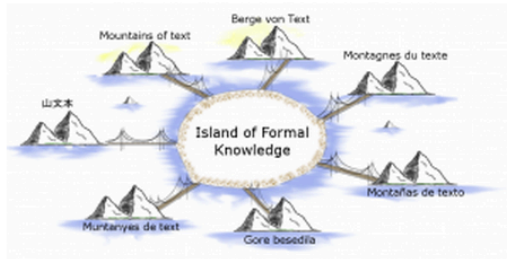 Berge von Text
Mountains of text
Montagnes du texte
山文本
Island of Formal
Knowledge
Montañas de texto
Muntanyes de text
Gore besedila